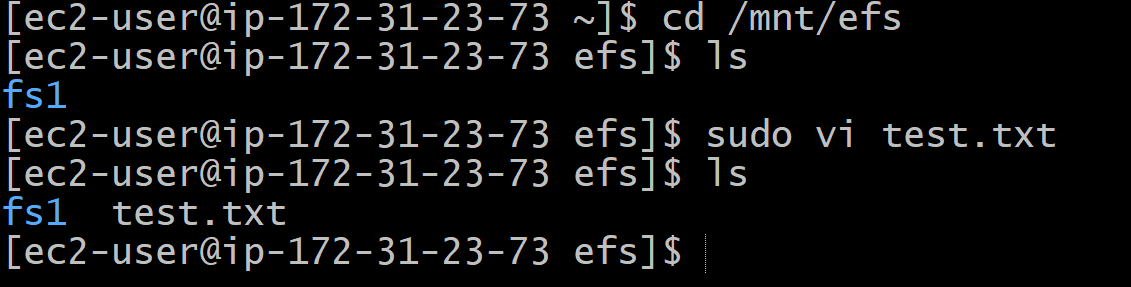 [ec2-user@ip-172-31-23-73 ~]$ cd /mnt/efs
[ec2-user@ip-172-31-23-73 efs]$ ls
fs1
[ec2-user@ip-172-31-23-73 efs]$ sudo vi test.txt
[ec2-user@ip-172-31-23-73 efs]$ ls
fs1  test.txt
[ec2-user@ip-172-31-23-73 efs]$